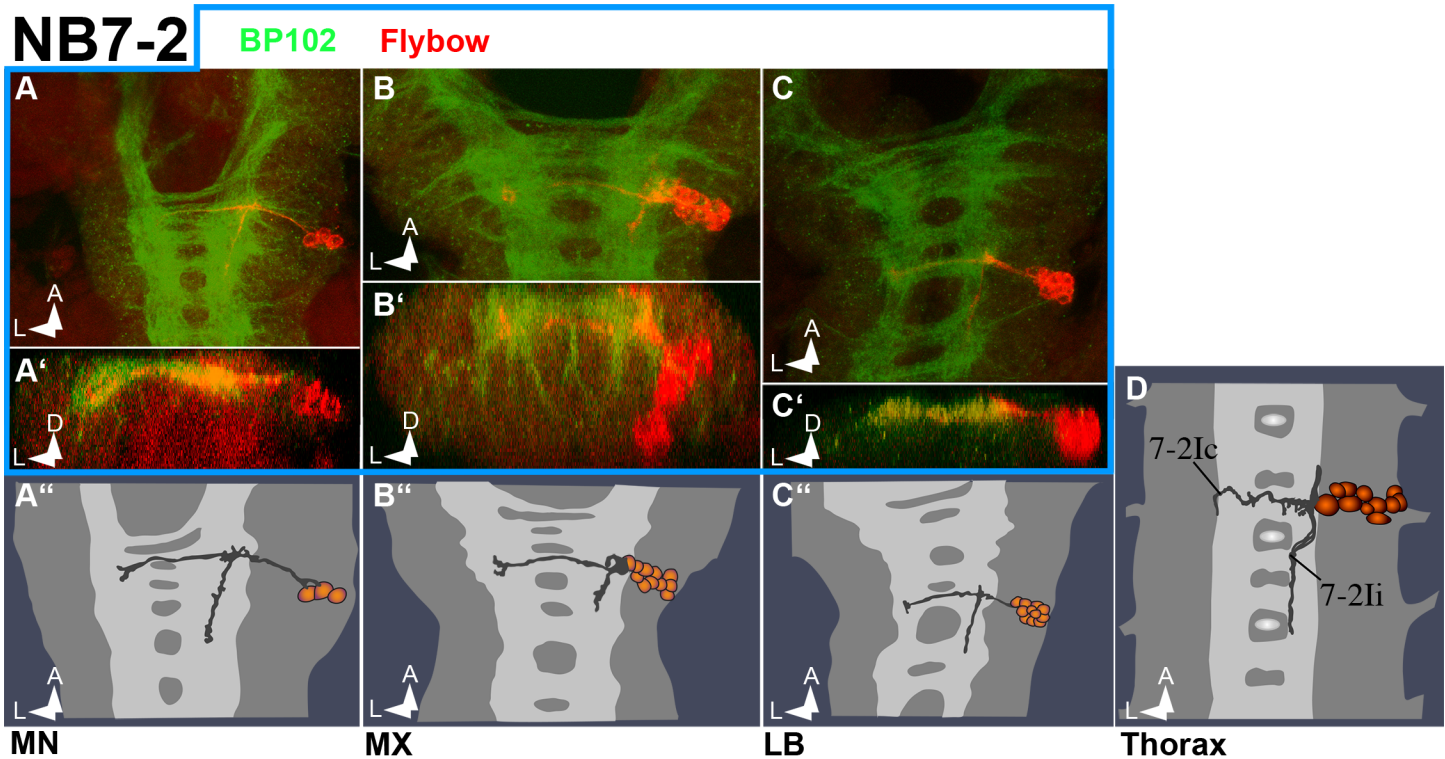 NB7-2
BP102 Flybow
A
B
C
A
L
A
L
A
L
A‘
D
L
B‘
D
L
C‘
D
L
D
7-2Ic
7-2Ii
A
L
A“
A
L
B“
A
L
C“
A
L
MN
MX
LB
Thorax